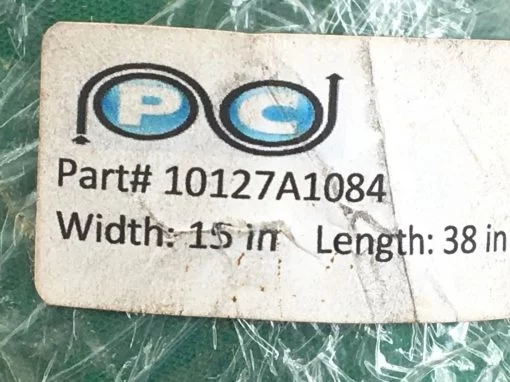 PC
Part# 10127A1084
Width: 15 in Length: 38 in